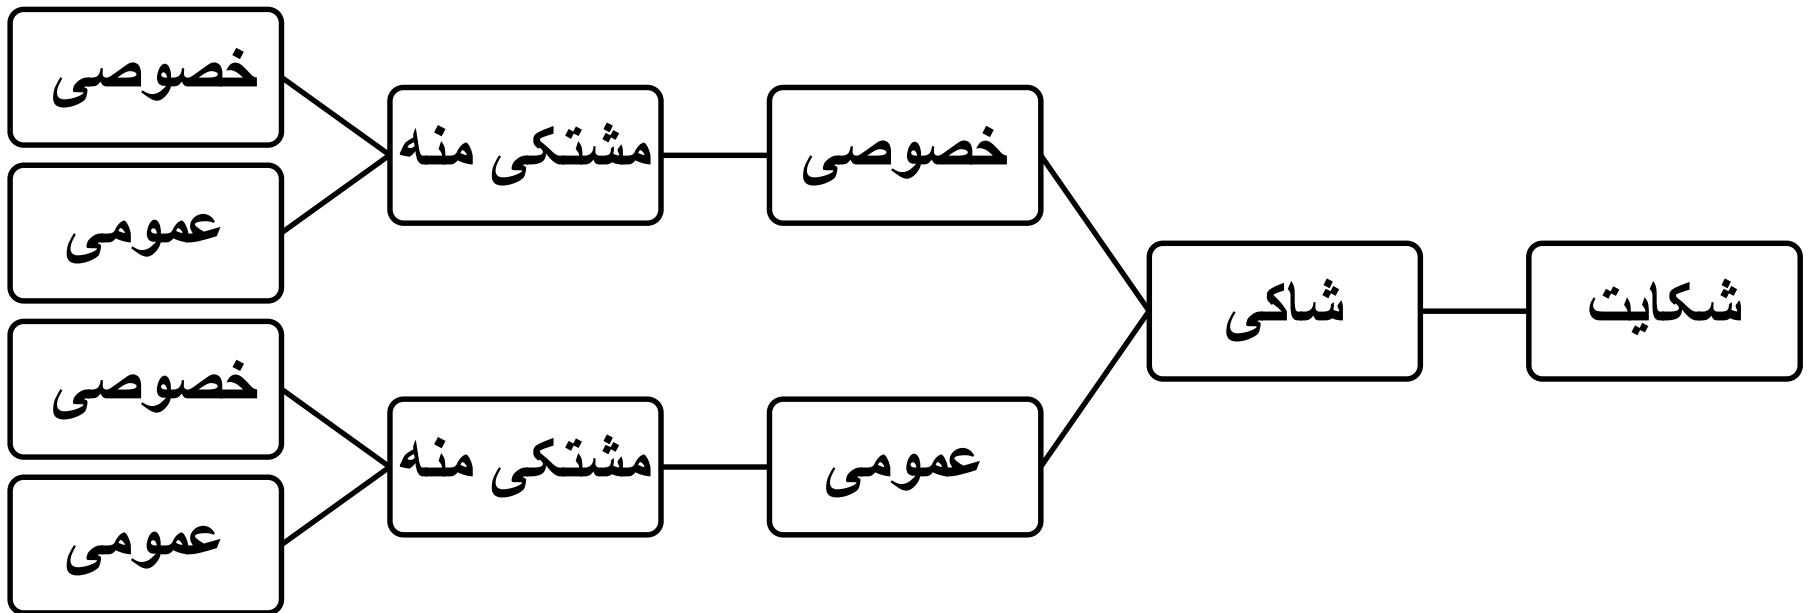 شکایت
شاکی
خصوصی
مشتکی منه
خصوصی
عمومی
عمومی
مشتکی منه
خصوصی
عمومی